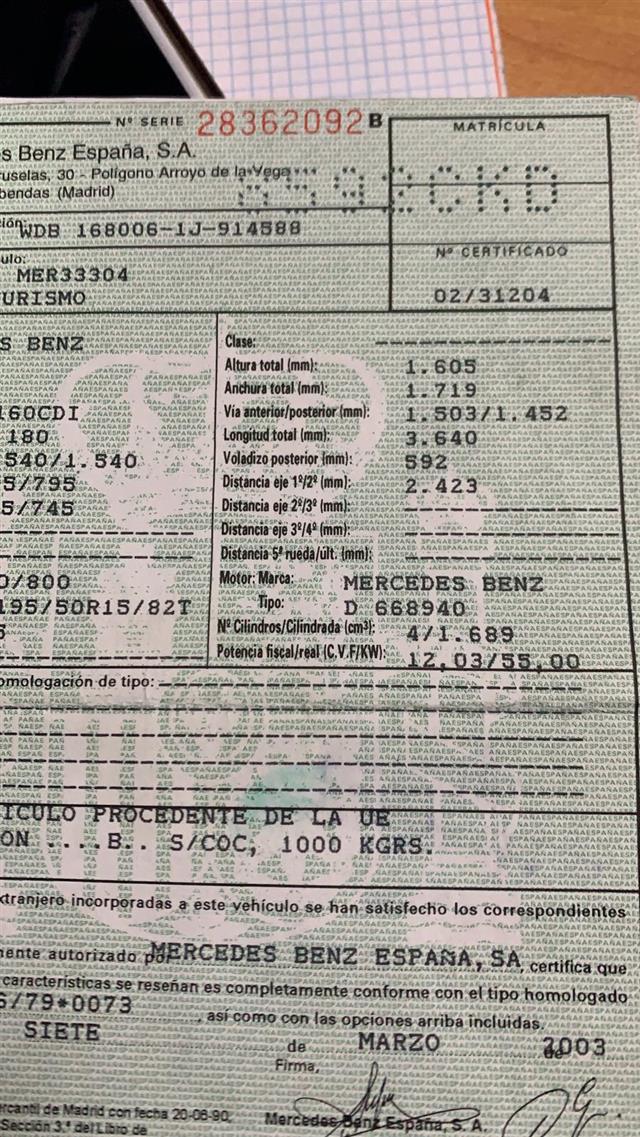 Nº SERIE 28362092 B
MATRÍCULA
s Benz España, S.A.
uselas, 30 - Polígono Arroyo de la Vega
bendas (Madrid)
CKD
WDB 168006-1J-914588
Nº CERTIFICADO
MER33304
02/31204
URISMO
S BENZ
Clase:
Altura total (mm): 1.605
Anchura total (mm): 1.719
160CDI
Vía anterior/posterior (mm): 1.503/1.452
180
Longitud total (mm): 3.640
540/1.540
Voladizo posterior (mm): 592
5/795
Distancia eje 1º/2º (mm): 2.423
5/745
Distancia eje 2º/3º (mm):
Distancia eje 3º/4º (mm):
Distancia 5ª rueda/últ. (mm):
0/800
Motor: Marca: MERCEDES BENZ
195/50R15/82T
Tipo: D 668940
Nº Cilindros/Cilindrada (cm³): 4/1.689
Potencia fiscal/real (C.V.F/KW): 12,03/55,00
omologación de tipo:
ICULO PROCEDENTE DE LA UE
ON ....B.. S/COC, 1000 KGRS.
xtranjero incorporadas a este vehículo se han satisfecho los correspondientes
mente autorizado por MERCEDES BENZ ESPAÑA, SA, certifica que
características se reseñan es completamente conforme con el tipo homologado
6/79*0073, así como con las opciones arriba incluidas.
SIETE de MARZO de 2003
Firma,
ercantil de Madrid con fecha 20-06-90,
Sección 3.ª del Libro de
Mercedes Benz España, S. A.